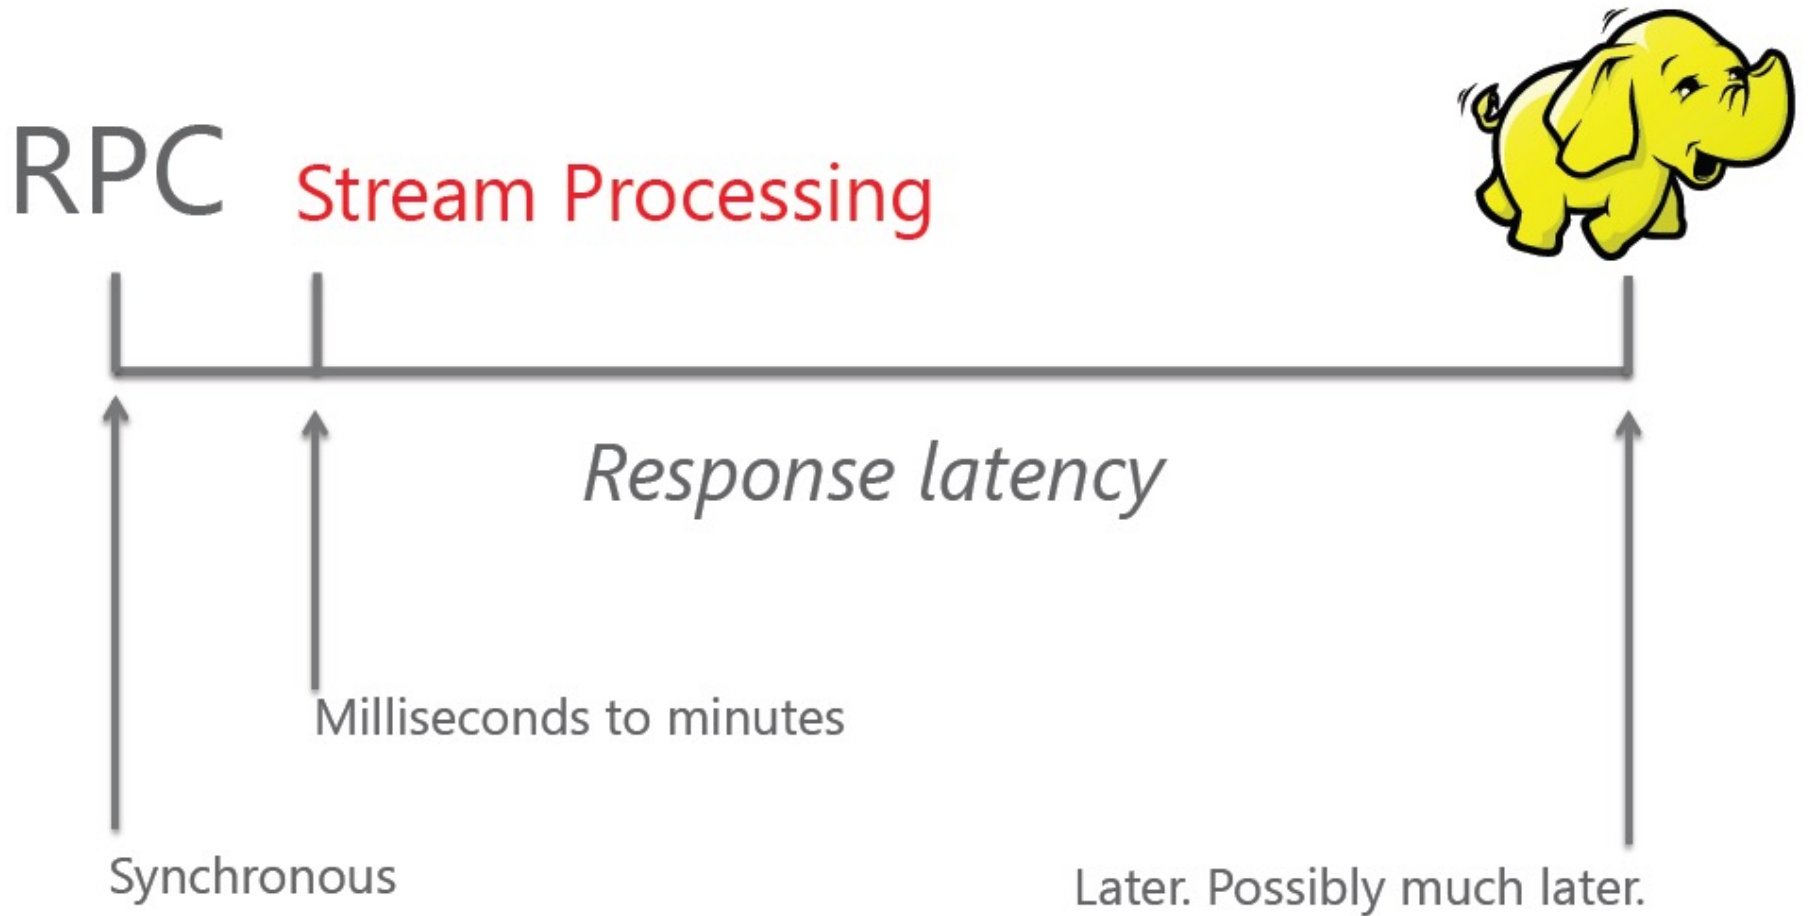 RPC
Stream Processing
Response latency
Milliseconds to minutes
Synchronous
Later. Possibly much later.